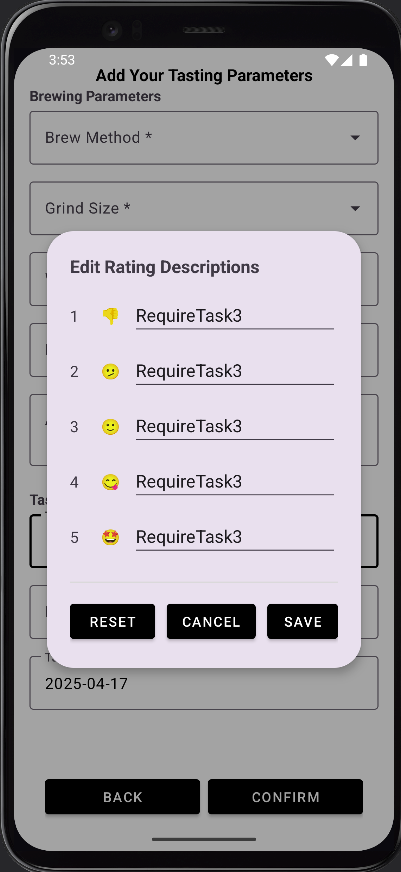 3:53
Add Your Tasting Parameters
Brewing Parameters
Brew Method *
Grind Size *
Edit Rating Descriptions
1 👎 RequireTask3
2 🫤 RequireTask3
3 🙂 RequireTask3
4 😋 RequireTask3
5 🤩 RequireTask3
Tas
RESET CANCEL SAVE
2025-04-17
BACK CONFIRM